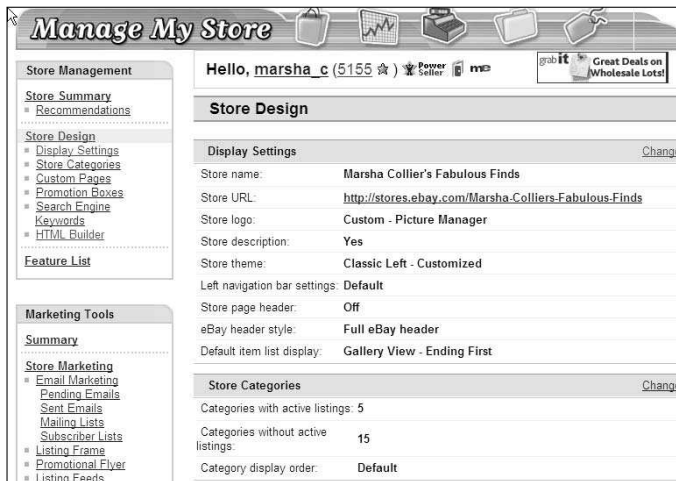 Manage My Store
Store Management
Store Summary
Recommendations
Store Design
Display Settings
Store Categories
Custom Pages
Promotion Boxes
Search Engine
Keywords
HTML Builder
Feature List
Marketing Tools
Summary
Store Marketing
Email Marketing
Pending Emails
Sent Emails
Mailing Lists
Subscriber Lists
Listing Frame
Promotional Flyer
Listing Feeds
Hello, marsha_c (5155 ) Power Seller me
grab it Great Deals on
Wholesale Lots!
Store Design
Display Settings Change
Store name: Marsha Collier's Fabulous Finds
Store URL: http://stores.ebay.com/Marsha-Colliers-Fabulous-Finds
Store logo: Custom - Picture Manager
Store description: Yes
Store theme: Classic Left - Customized
Left navigation bar settings: Default
Store page header: Off
eBay header style: Full eBay header
Default item list display: Gallery View - Ending First
Store Categories Change
Categories with active listings: 5
Categories without active
listings: 15
Category display order: Default